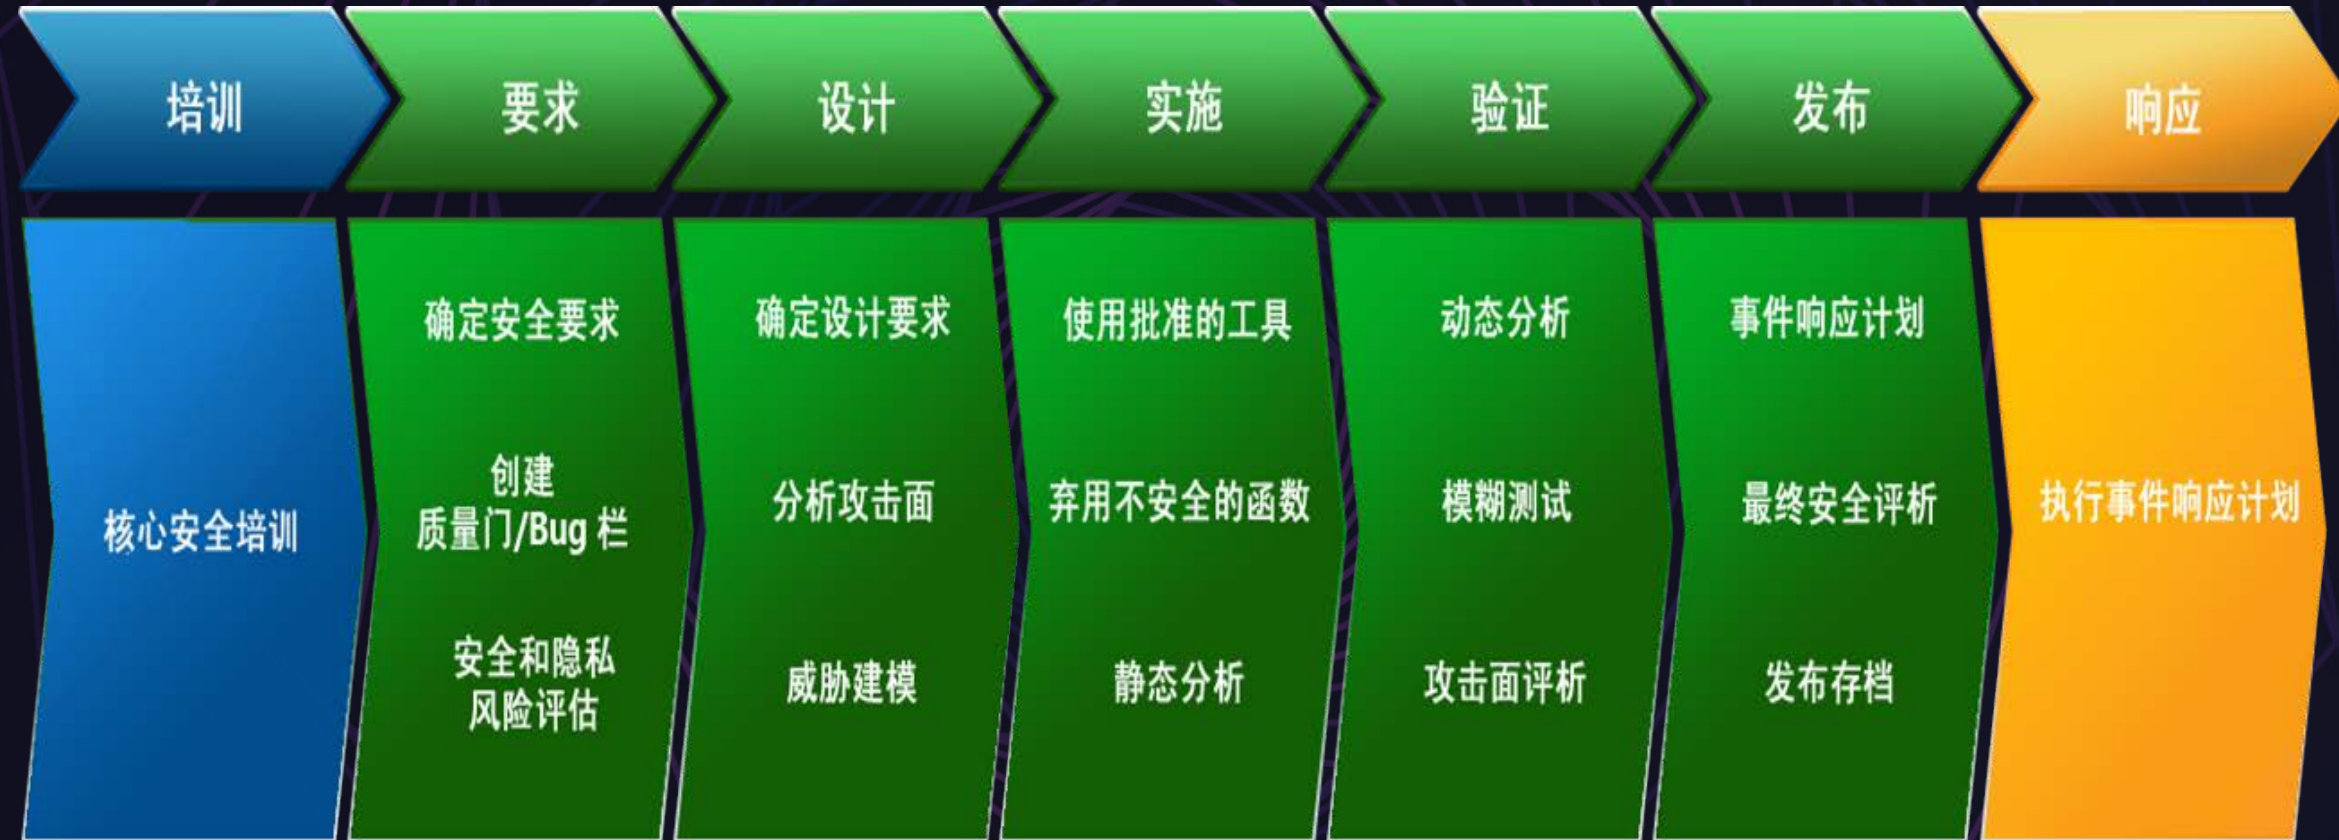 培训
要求
设计
实施
验证
发布
响应
核心安全培训
确定安全要求
创建
质量门/Bug 栏
安全和隐私
风险评估
确定设计要求
分析攻击面
威胁建模
使用批准的工具
弃用不安全的函数
静态分析
动态分析
模糊测试
攻击面评析
事件响应计划
最终安全评析
发布存档
执行事件响应计划